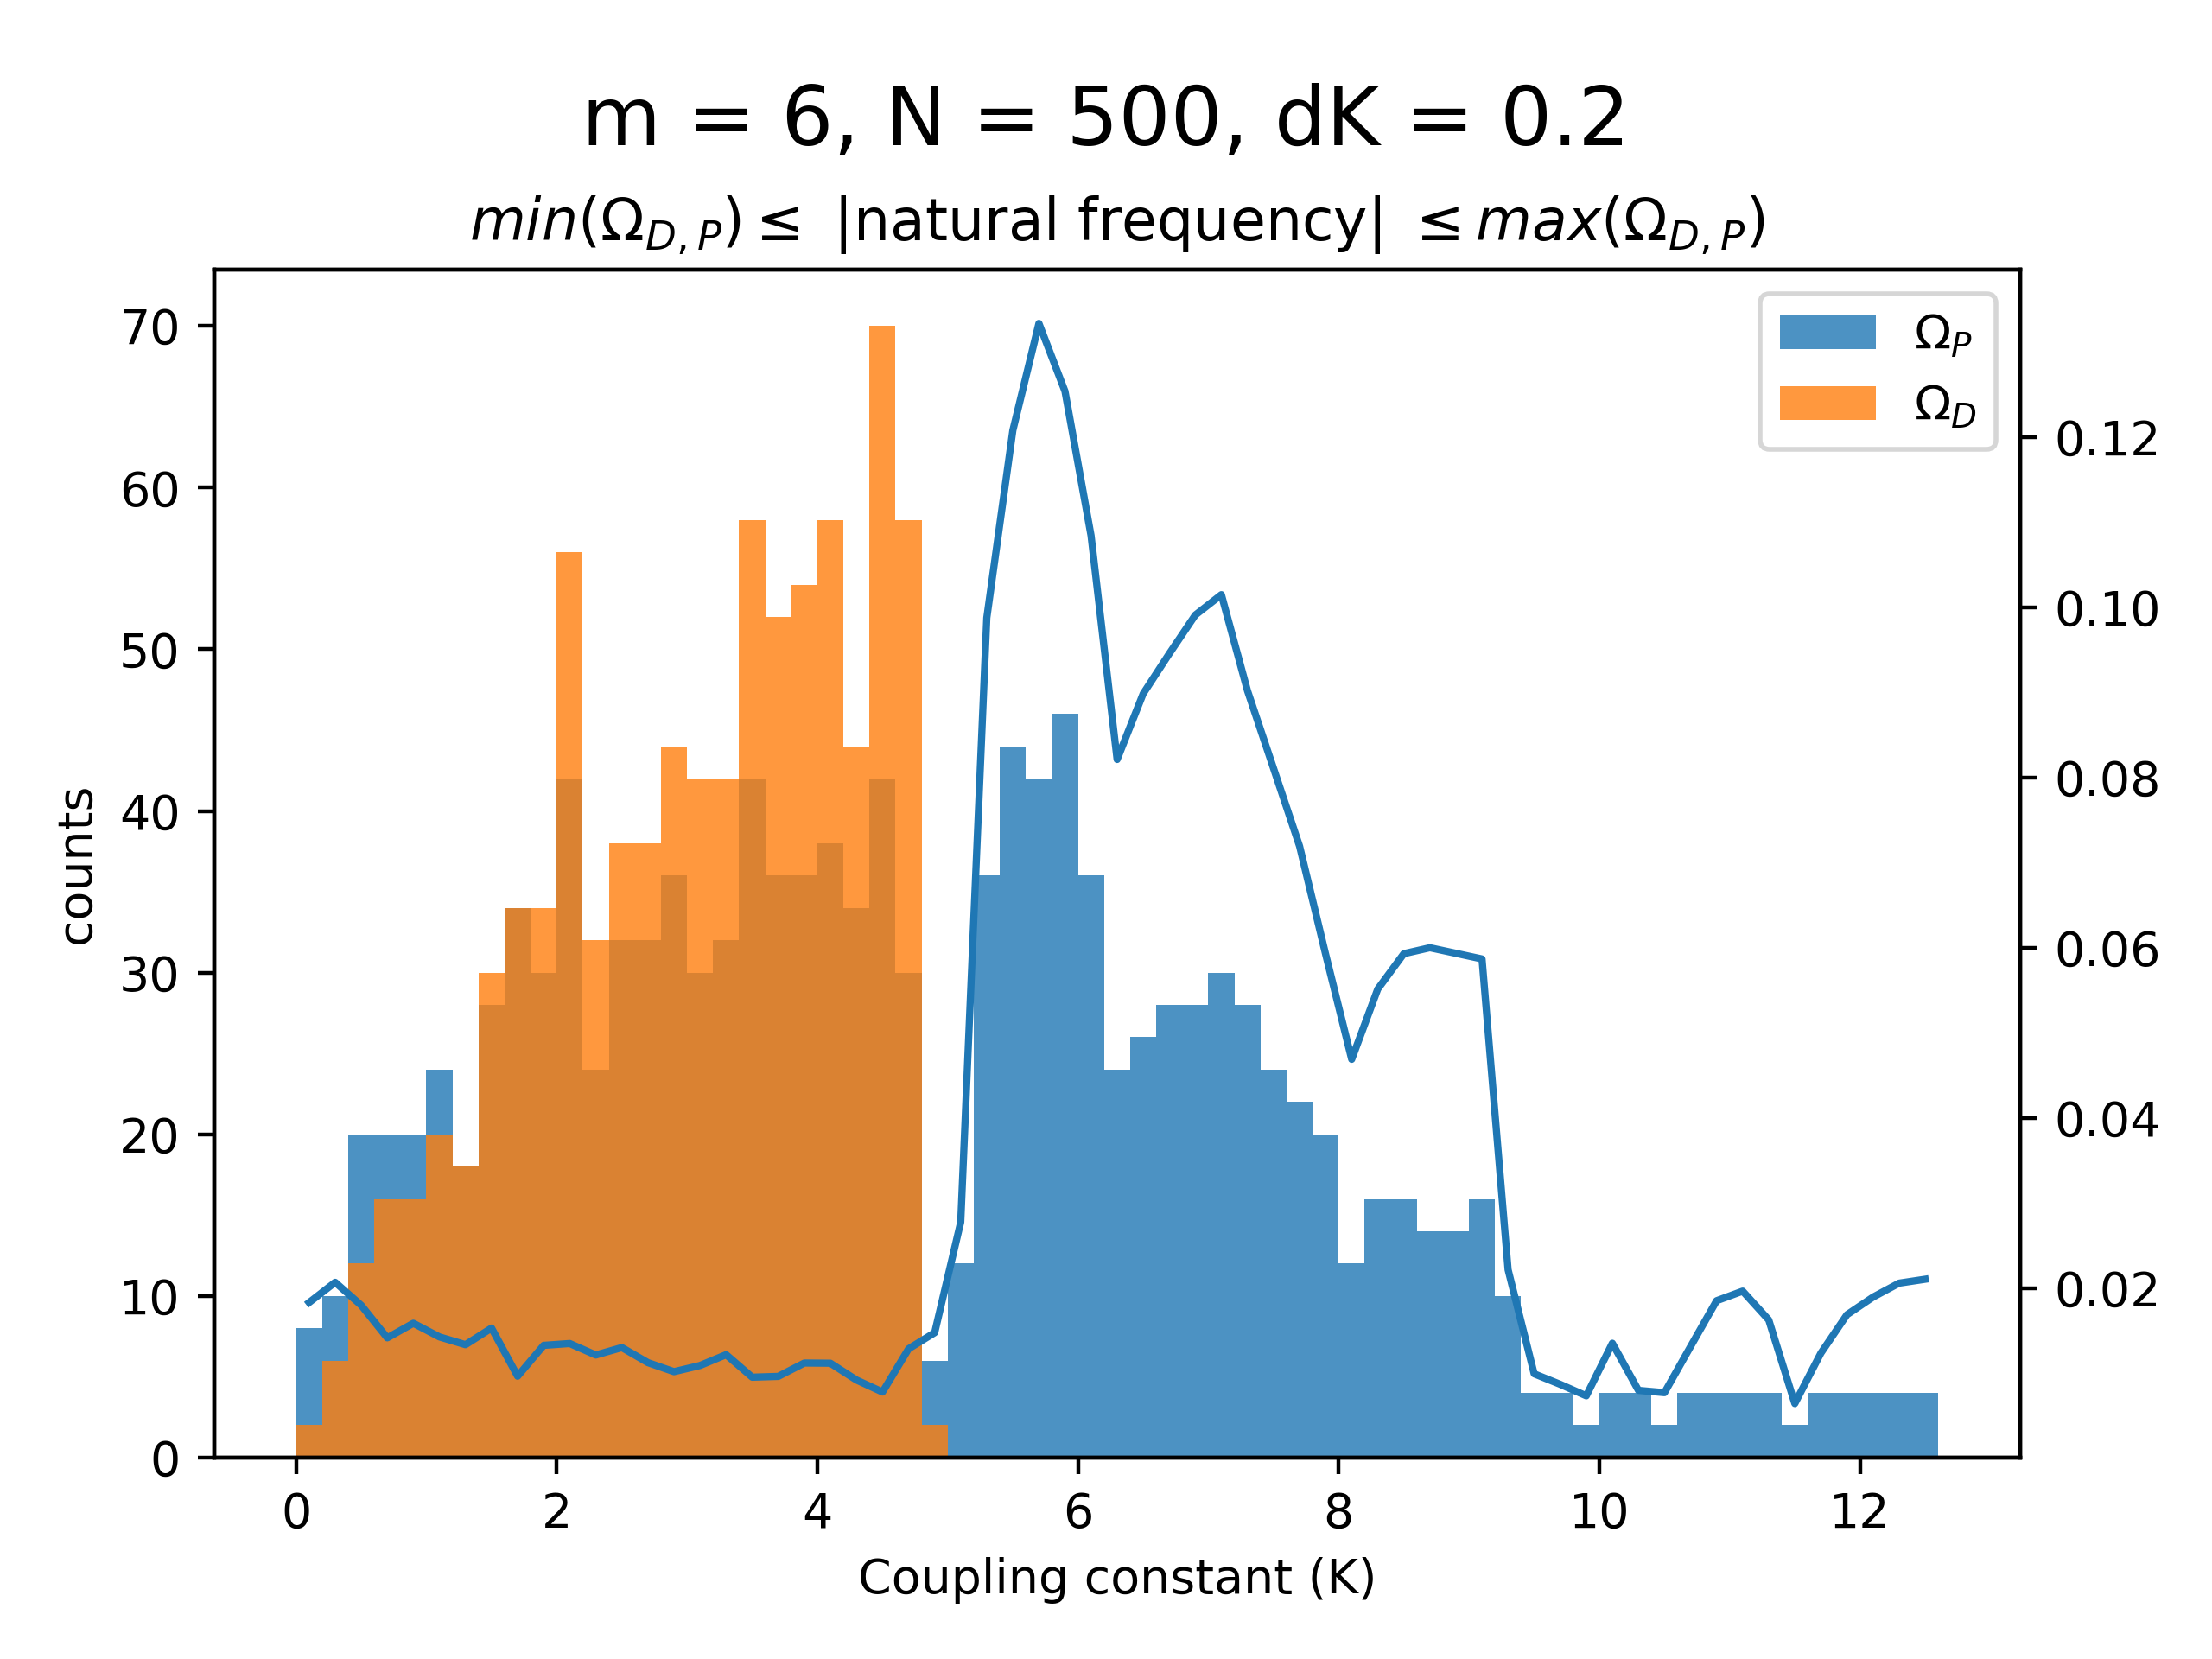 m = 6, N = 500, dK = 0.2
min(Ω_{D, P}) ≤ |natural frequency| ≤ max(Ω_{D, P})
Ω_P
Ω_D
70
60
50
40
30
20
10
0
counts
0.12
0.10
0.08
0.06
0.04
0.02
0 2 4 6 8 10 12
Coupling constant (K)